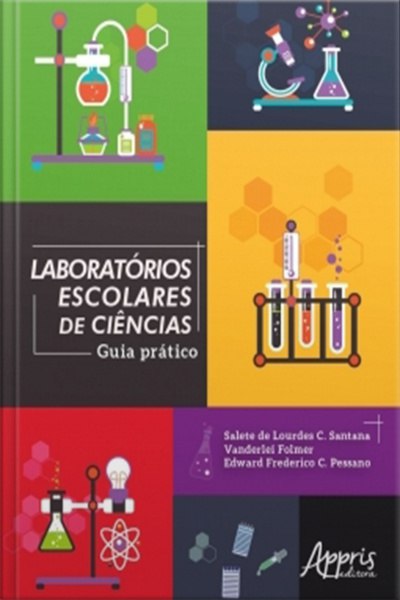 LABORATÓRIOS
ESCOLARES
DE CIÊNCIAS
Guia prático
Salete de Lourdes C. Santana
Vanderlei Folmer
Edward Frederico C. Pessano
Appris
editora